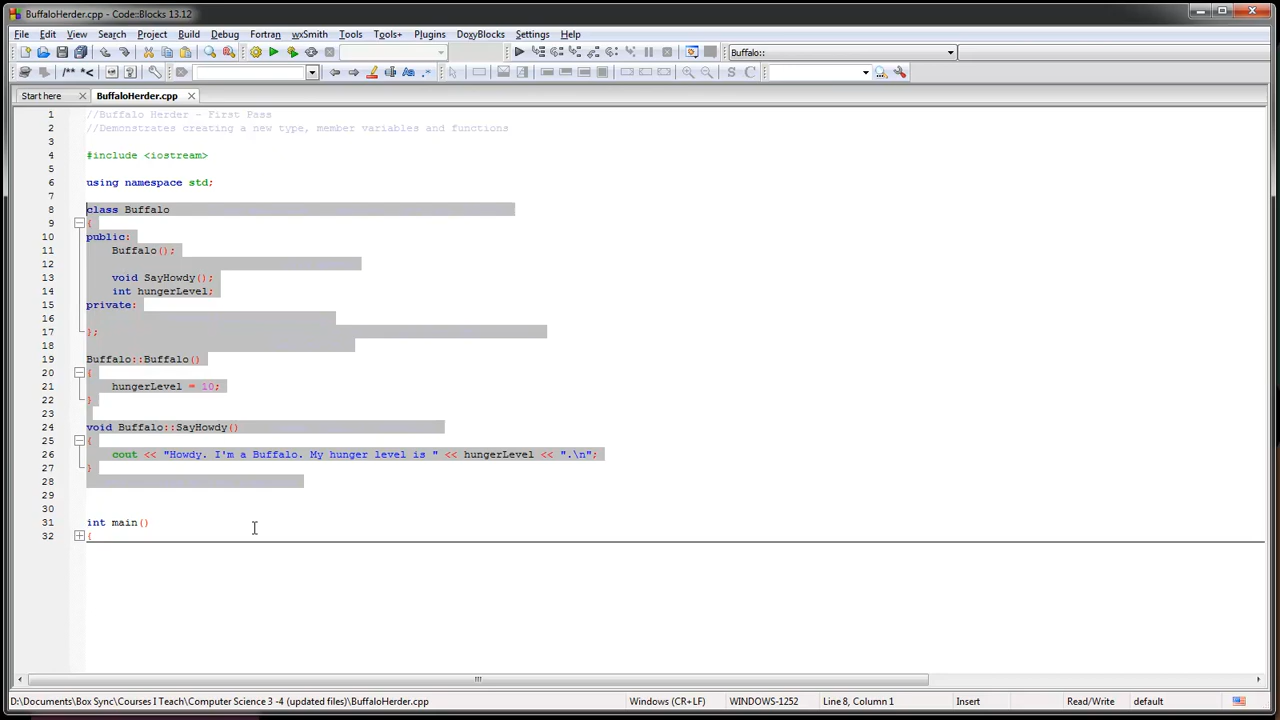 BuffaloHerder.cpp - Code::Blocks 13.12
File Edit View Search Project Build Debug Fortran wxSmith Tools Tools+ Plugins DoxyBlocks Settings Help
Buffalo::
/** *< Aa .* S C
Start here BuffaloHerder.cpp
1 //Buffalo Herder - First Pass
2 //Demonstrates creating a new type, member variables and functions
3
4 #include <iostream>
5
6 using namespace std;
7
8 class Buffalo
9 {
10 public:
11 Buffalo();
12
13 void SayHowdy();
14 int hungerLevel;
15 private:
16
17 };
18
19 Buffalo::Buffalo()
20 {
21 hungerLevel = 10;
22 }
23
24 void Buffalo::SayHowdy()
25 {
26 cout << "Howdy. I'm a Buffalo. My hunger level is " << hungerLevel << ".\n";
27 }
28
29
30
31 int main()
32 {
D:\Documents\Box Sync\Courses I Teach\Computer Science 3 -4 (updated files)\BuffaloHerder.cpp Windows (CR+LF) WINDOWS-1252 Line 8, Column 1 Insert Read/Write default